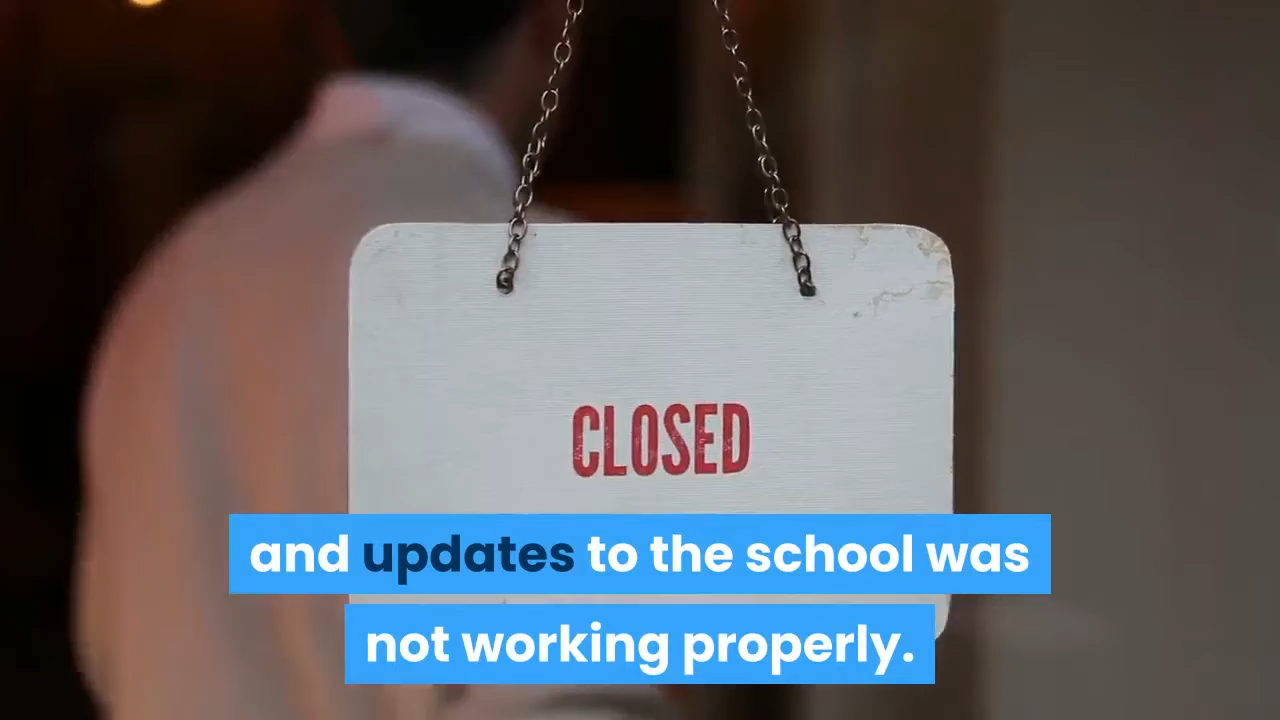 CLOSED
and updates to the school was
not working properly.